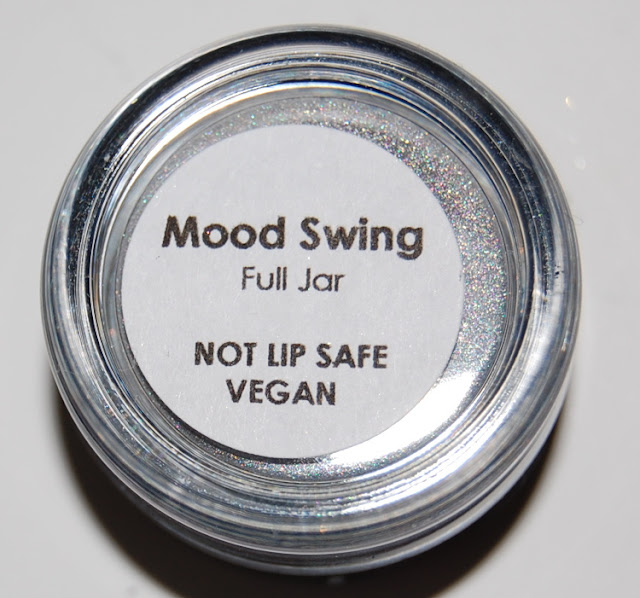 Mood Swing
Full Jar
NOT LIP SAFE
VEGAN